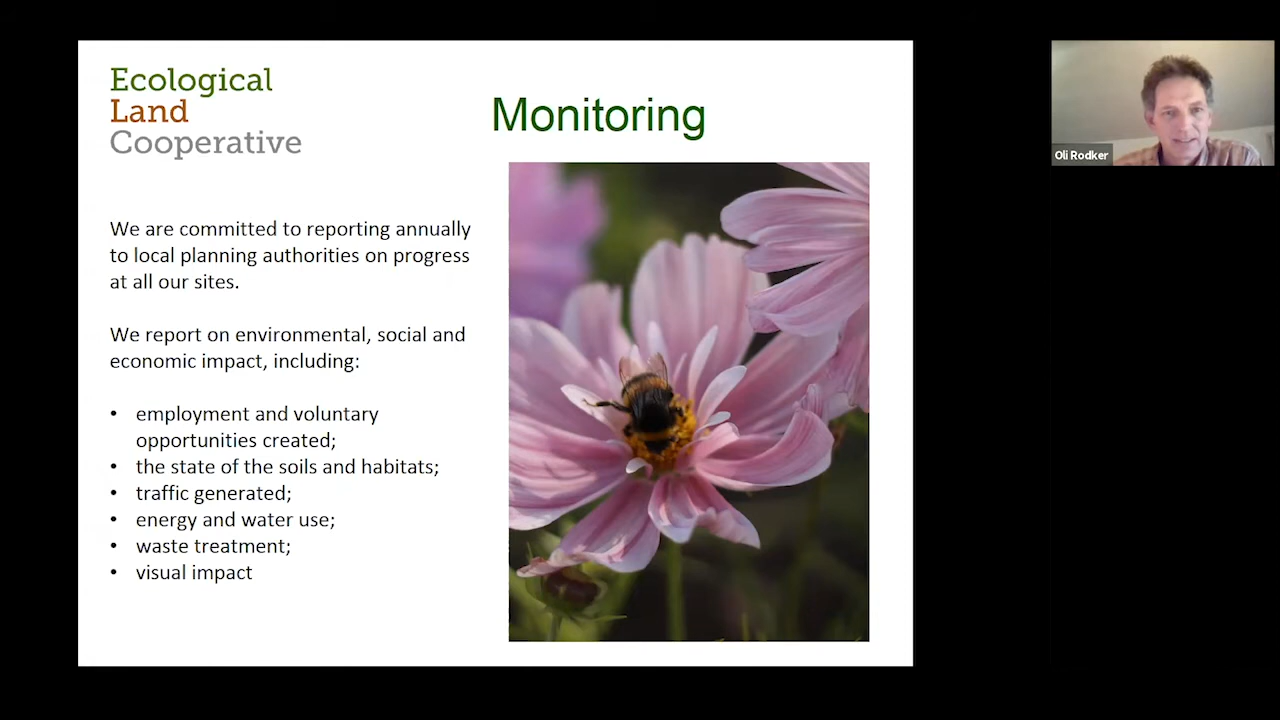 Ecological
Land
Cooperative
Monitoring
We are committed to reporting annually
to local planning authorities on progress
at all our sites.
We report on environmental, social and
economic impact, including:
• employment and voluntary
opportunities created;
• the state of the soils and habitats;
• traffic generated;
• energy and water use;
• waste treatment;
• visual impact
Oli Rodker